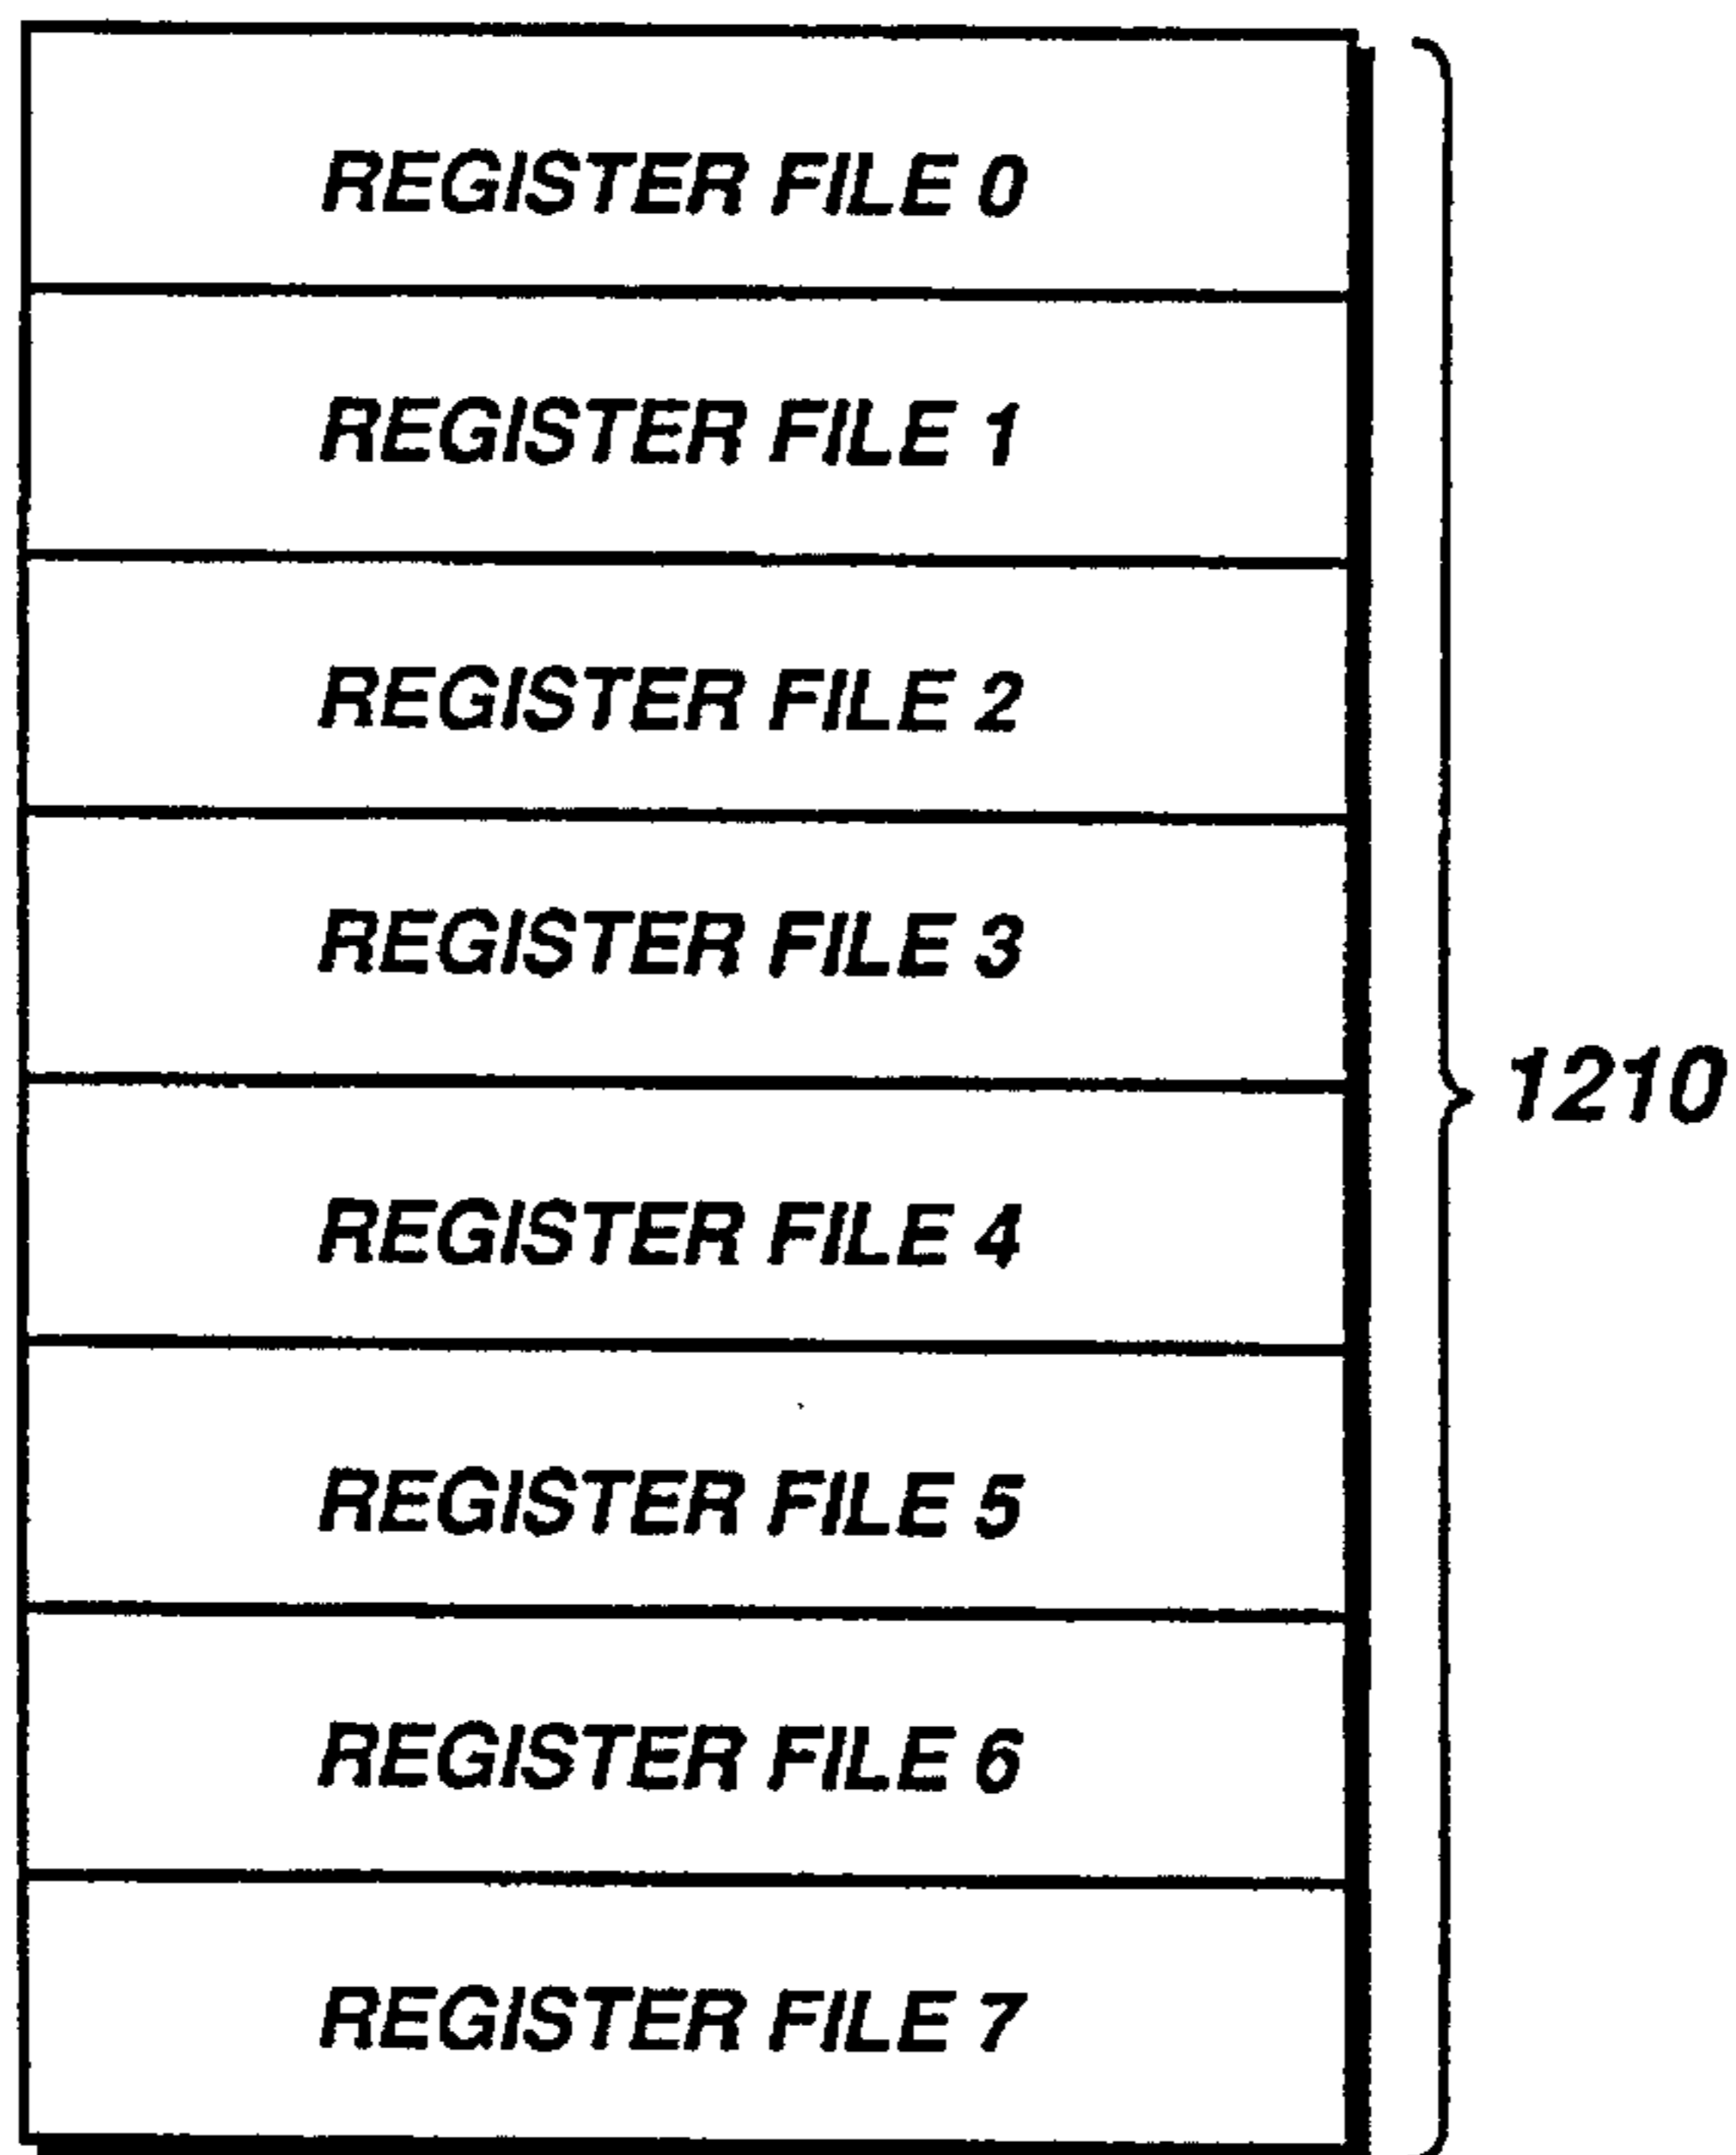 REGISTER FILE 0
REGISTER FILE 1
REGISTER FILE 2
REGISTER FILE 3
REGISTER FILE 4
REGISTER FILE 5
REGISTER FILE 6
REGISTER FILE 7
1210